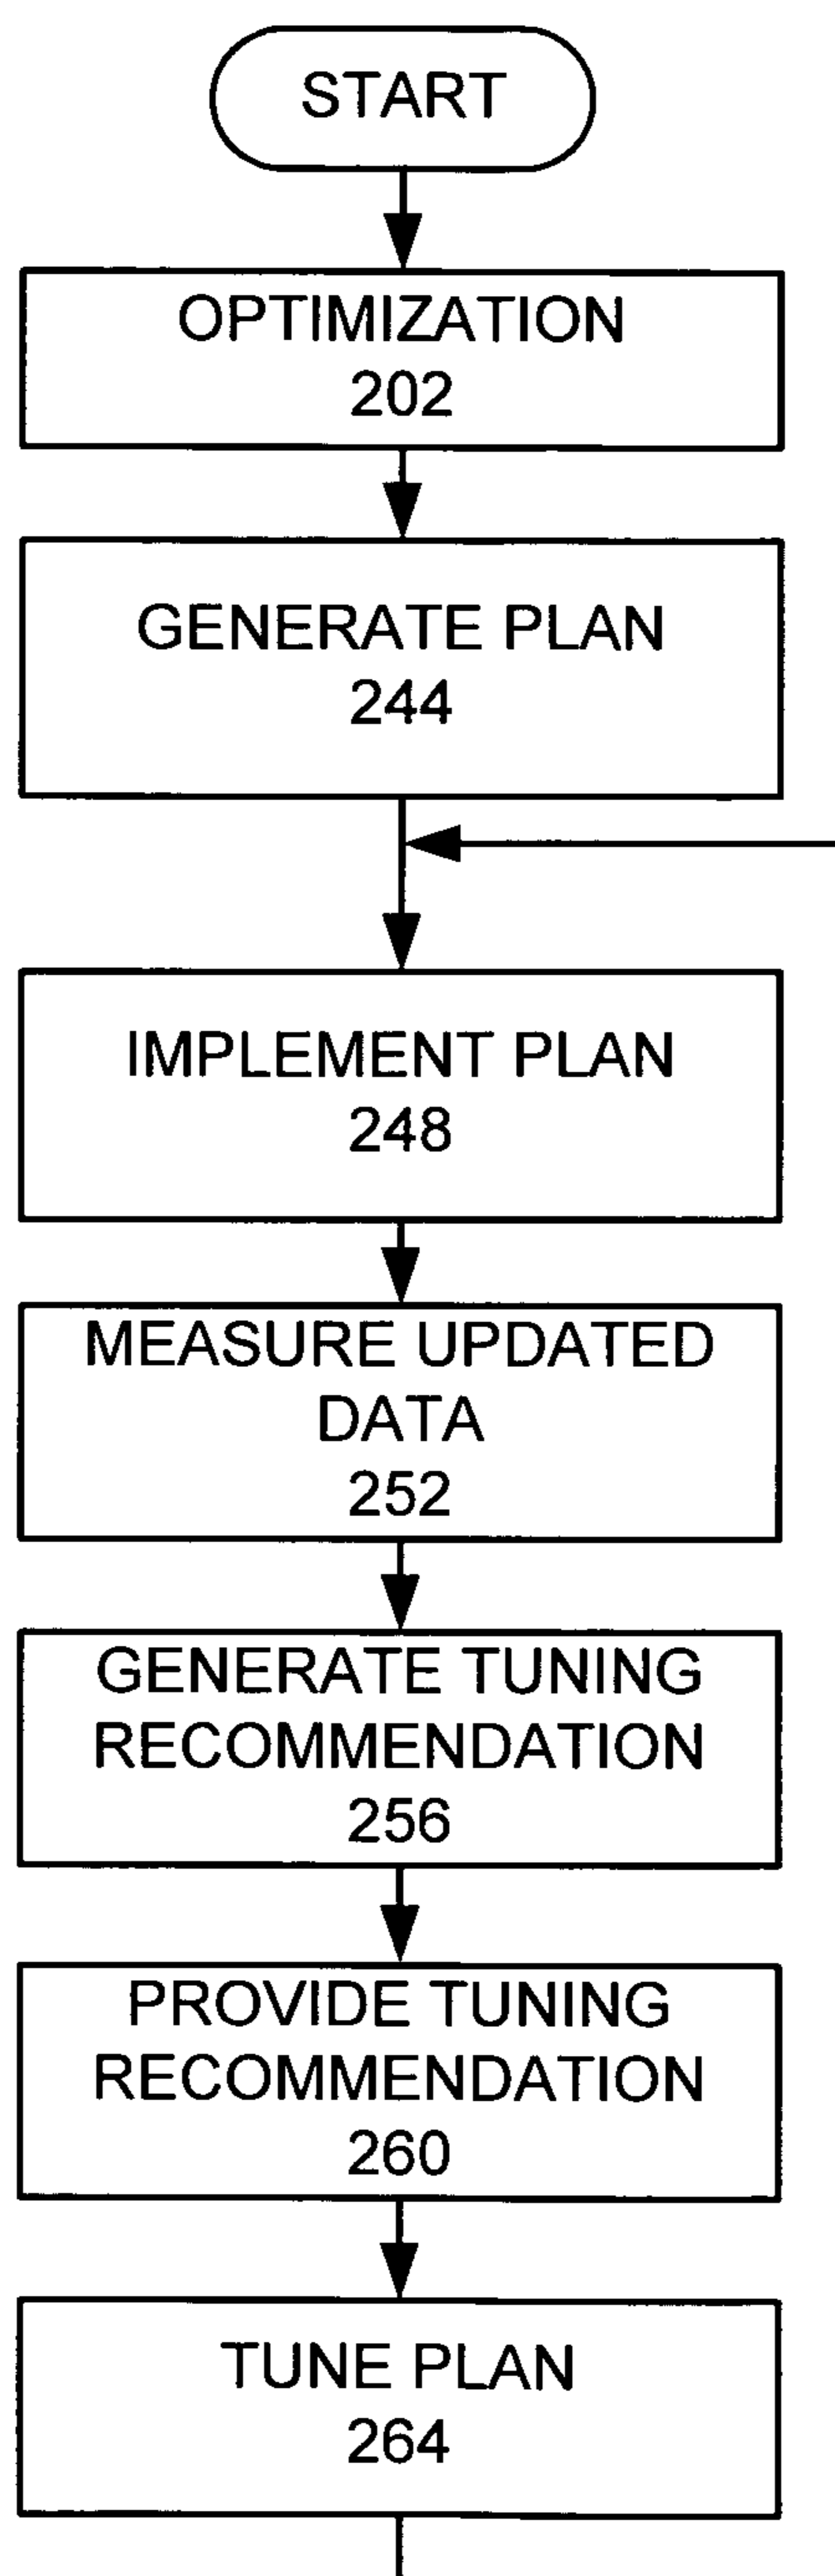 START
OPTIMIZATION
202
GENERATE PLAN
244
IMPLEMENT PLAN
248
MEASURE UPDATED
DATA
252
GENERATE TUNING
RECOMMENDATION
256
PROVIDE TUNING
RECOMMENDATION
260
TUNE PLAN
264